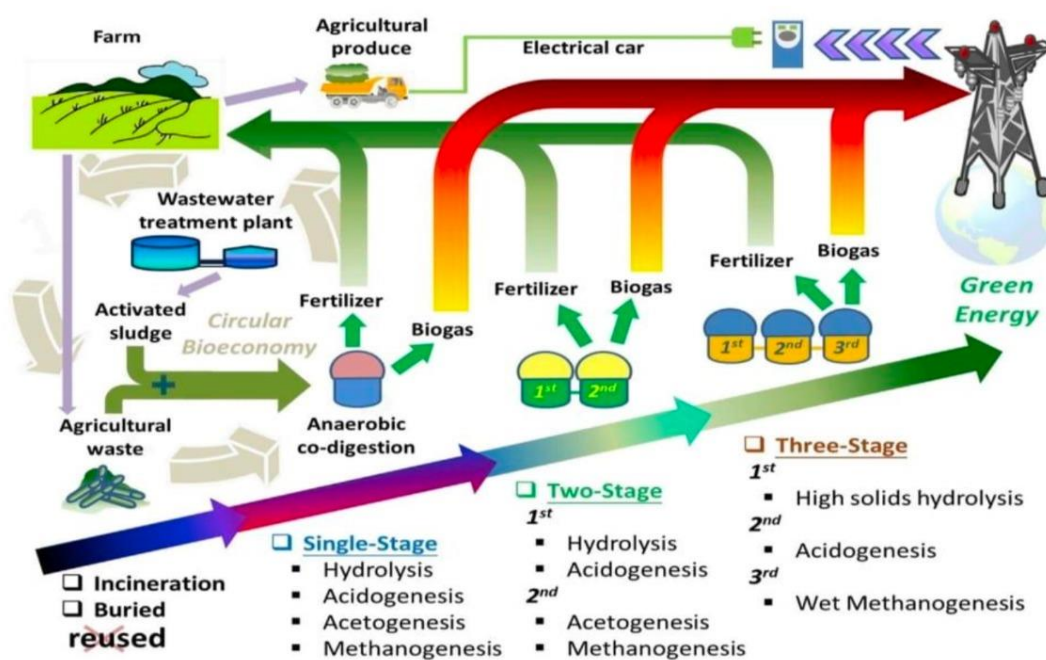 Farm
Agricultural
produce
Electrical car
Wastewater
treatment plant
Activated
sludge
Circular
Bioeconomy
Agricultural
waste
Fertilizer
Biogas
Anaerobic
co-digestion
Fertilizer
Biogas
1st 2nd
Fertilizer
Biogas
1st 2nd 3rd
Green
Energy
❑ Incineration
❑ Buried
reused
❑ Single-Stage
▪ Hydrolysis
▪ Acidogenesis
▪ Acetogenesis
▪ Methanogenesis
❑ Two-Stage
1st
▪ Hydrolysis
▪ Acidogenesis
2nd
▪ Acetogenesis
▪ Methanogenesis
❑ Three-Stage
1st
▪ High solids hydrolysis
2nd
▪ Acidogenesis
3rd
▪ Wet Methanogenesis